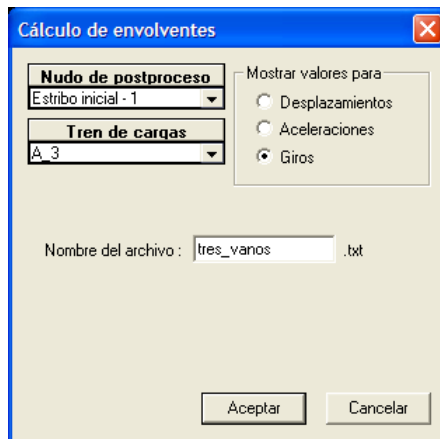 Cálculo de envolventes
Nudo de postproceso
Estribo inicial - 1
Tren de cargas
A_3
Mostrar valores para
Desplazamientos
Aceleraciones
Giros
Nombre del archivo : tres_vanos .txt
Aceptar Cancelar